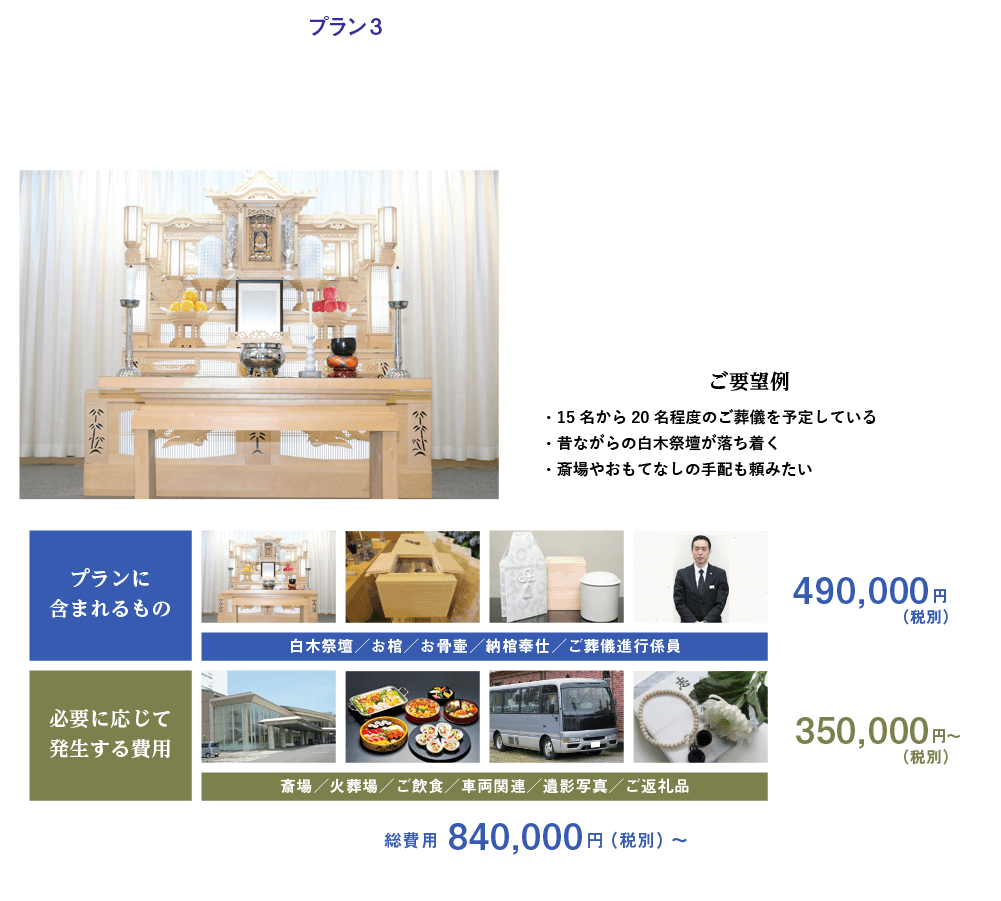 プラン3
ご要望例
・15名から20名程度のご葬儀を予定している
・昔ながらの白木祭壇が落ち着く
・斎場やおもてなしの手配も頼みたい
プランに
含まれるもの
490,000円
（税別）
白木祭壇／お棺／お骨壷／納棺奉仕／ご葬儀進行係員
必要に応じて
発生する費用
志
350,000円～
（税別）
斎場／火葬場／ご飲食／車両関連／遺影写真／ご返礼品
総費用 840,000円（税別）～